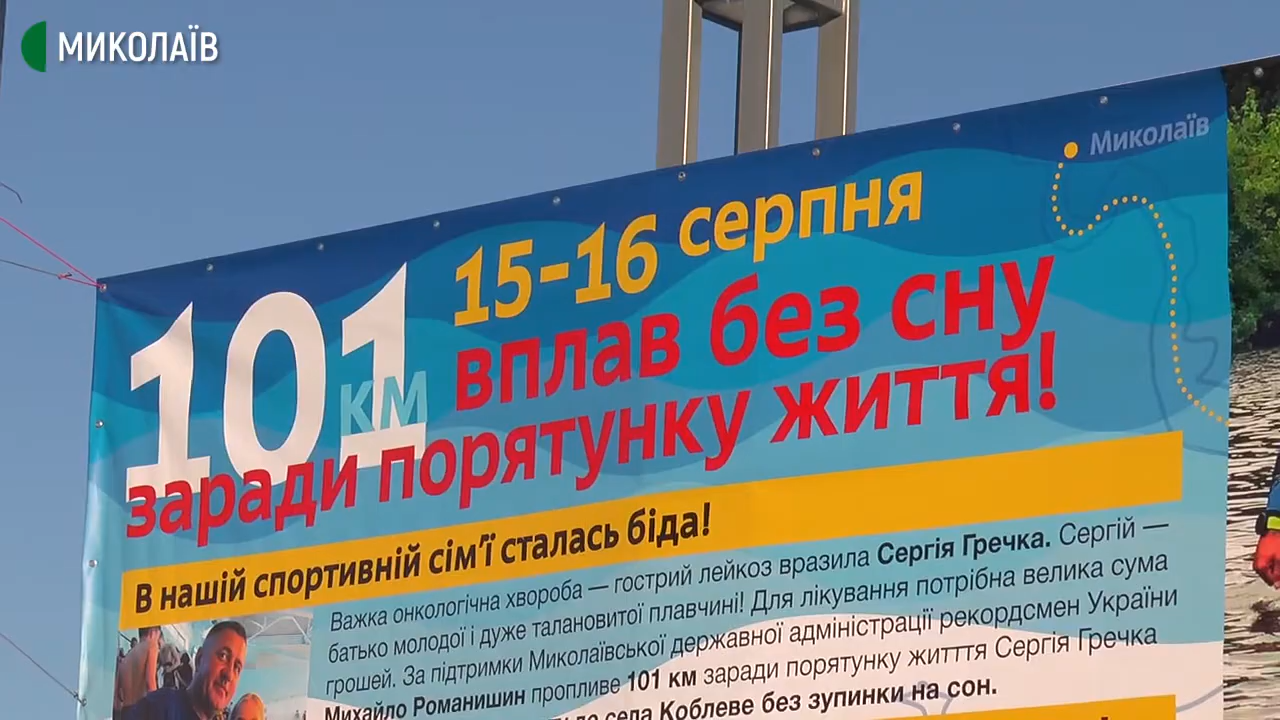 МИКОЛАЇВ
Миколаїв
101 км
15-16 серпня
вплав без сну
заради порятунку життя!
В нашій спортивній сім'ї сталась біда!
Важка онкологічна хвороба — гострий лейкоз вразила Сергія Гречка. Сергій —
батько молодої і дуже талановитої плавчині! Для лікування потрібна велика сума
грошей. За підтримки Миколаївської державної адміністрації рекордсмен України
Михайло Романишин пропливе 101 км заради порятунку житття Сергія Гречка
до села Коблеве без зупинки на сон.